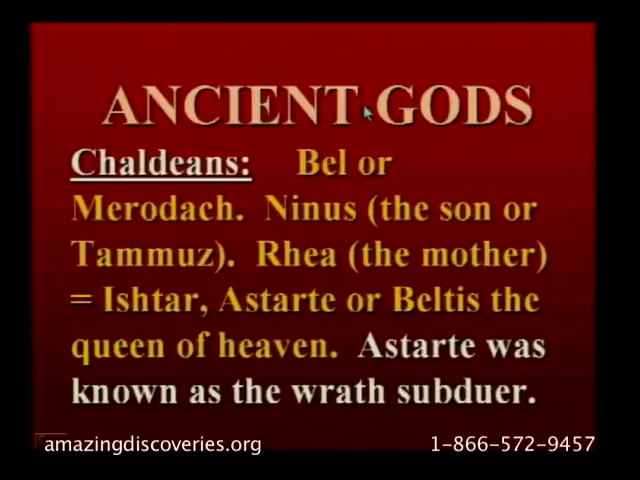 ANCIENT GODS
Chaldeans: Bel or
Merodach. Ninus (the son or
Tammuz). Rhea (the mother)
= Ishtar, Astarte or Beltis the
queen of heaven. Astarte was
known as the wrath subduer.
amazingdiscoveries.org 1-866-572-9457